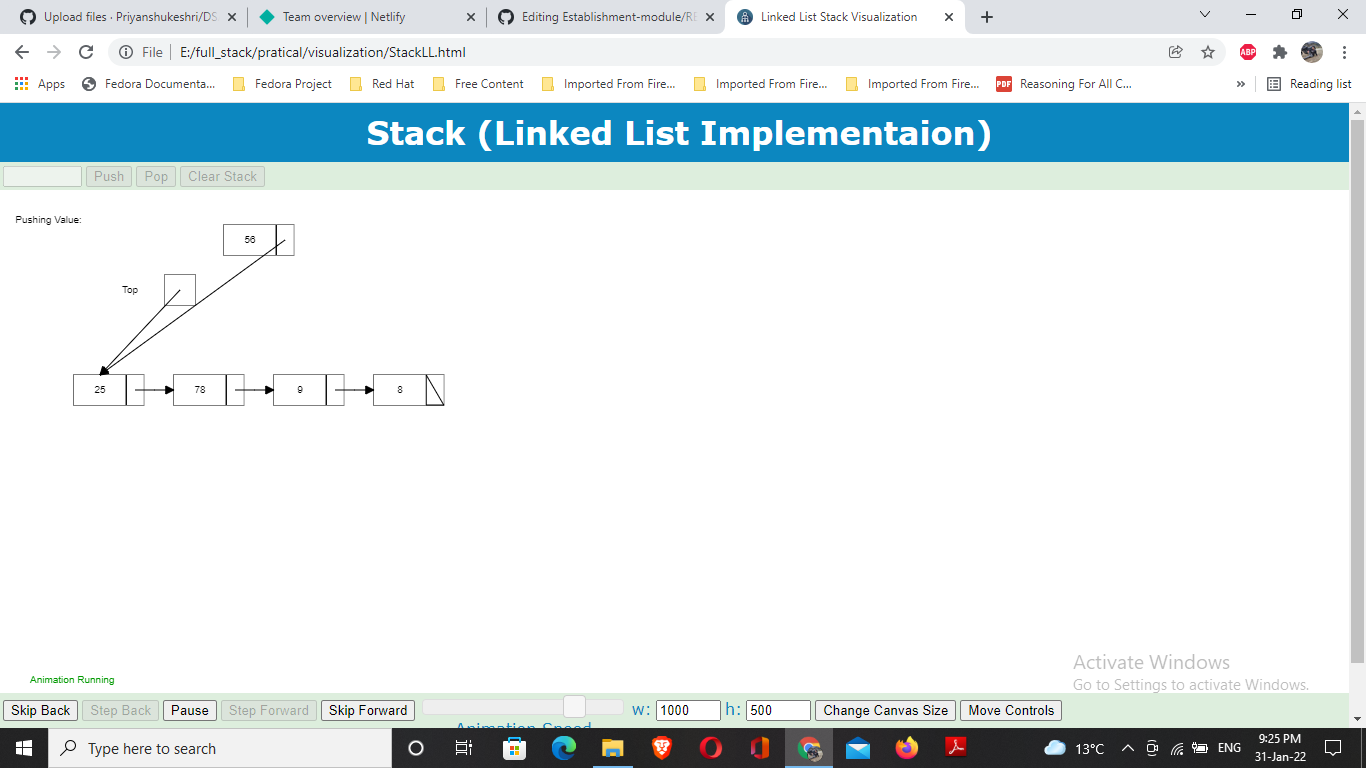 Upload files · Priyanshukeshri/DS
Team overview | Netlify
Editing Establishment-module/RE
Linked List Stack Visualization
File | E:/full_stack/pratical/visualization/StackLL.html
ABP
Apps
Fedora Documenta...
Fedora Project
Red Hat
Free Content
Imported From Fire...
Imported From Fire...
Imported From Fire...
PDF
Reasoning For All C...
»
Reading list
Stack (Linked List Implementaion)
Push
Pop
Clear Stack
Pushing Value:
56
Top
25
78
9
8
Animation Running
Activate Windows
Go to Settings to activate Windows.
Skip Back
Step Back
Pause
Step Forward
Skip Forward
Animation Speed
w: 1000
h: 500
Change Canvas Size
Move Controls
Type here to search
13°C
ENG
9:25 PM
31-Jan-22